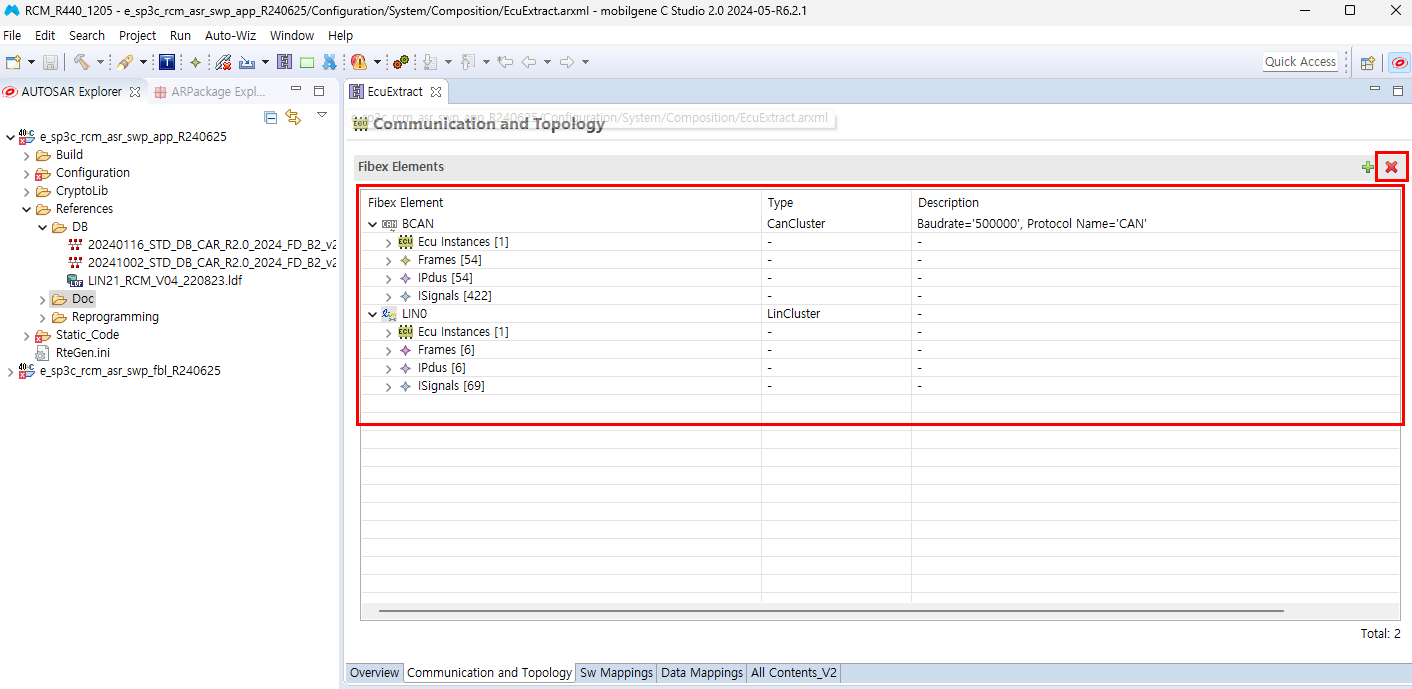 RCM_R440_1205 - e_sp3c_rcm_asr_swp_app_R240625/Configuration/System/Composition/EcuExtract.arxml - mobilgene C Studio 2.0 2024-05-R6.2.1
File Edit Search Project Run Auto-Wiz Window Help
Quick Access
AUTOSAR Explorer
ARPackage Expl...
EcuExtract
e_sp3c_rcm_asr_swp_app_R240625/Configuration/System/Composition/EcuExtract.arxml
Communication and Topology
e_sp3c_rcm_asr_swp_app_R240625
Build
Configuration
CryptoLib
References
DB
20240116_STD_DB_CAR_R2.0_2024_FD_B2_v2
20241002_STD_DB_CAR_R2.0_2024_FD_B2_v2
LIN21_RCM_V04_220823.ldf
Doc
Reprogramming
Static_Code
RteGen.ini
e_sp3c_rcm_asr_swp_fbl_R240625
Fibex Elements
Fibex Element Type Description
BCAN CanCluster Baudrate='500000', Protocol Name='CAN'
Ecu Instances [1] - -
Frames [54] - -
IPdus [54] - -
ISignals [422] - -
LIN0 LinCluster -
Ecu Instances [1] - -
Frames [6] - -
IPdus [6] - -
ISignals [69] - -
Total: 2
Overview Communication and Topology Sw Mappings Data Mappings All Contents_V2